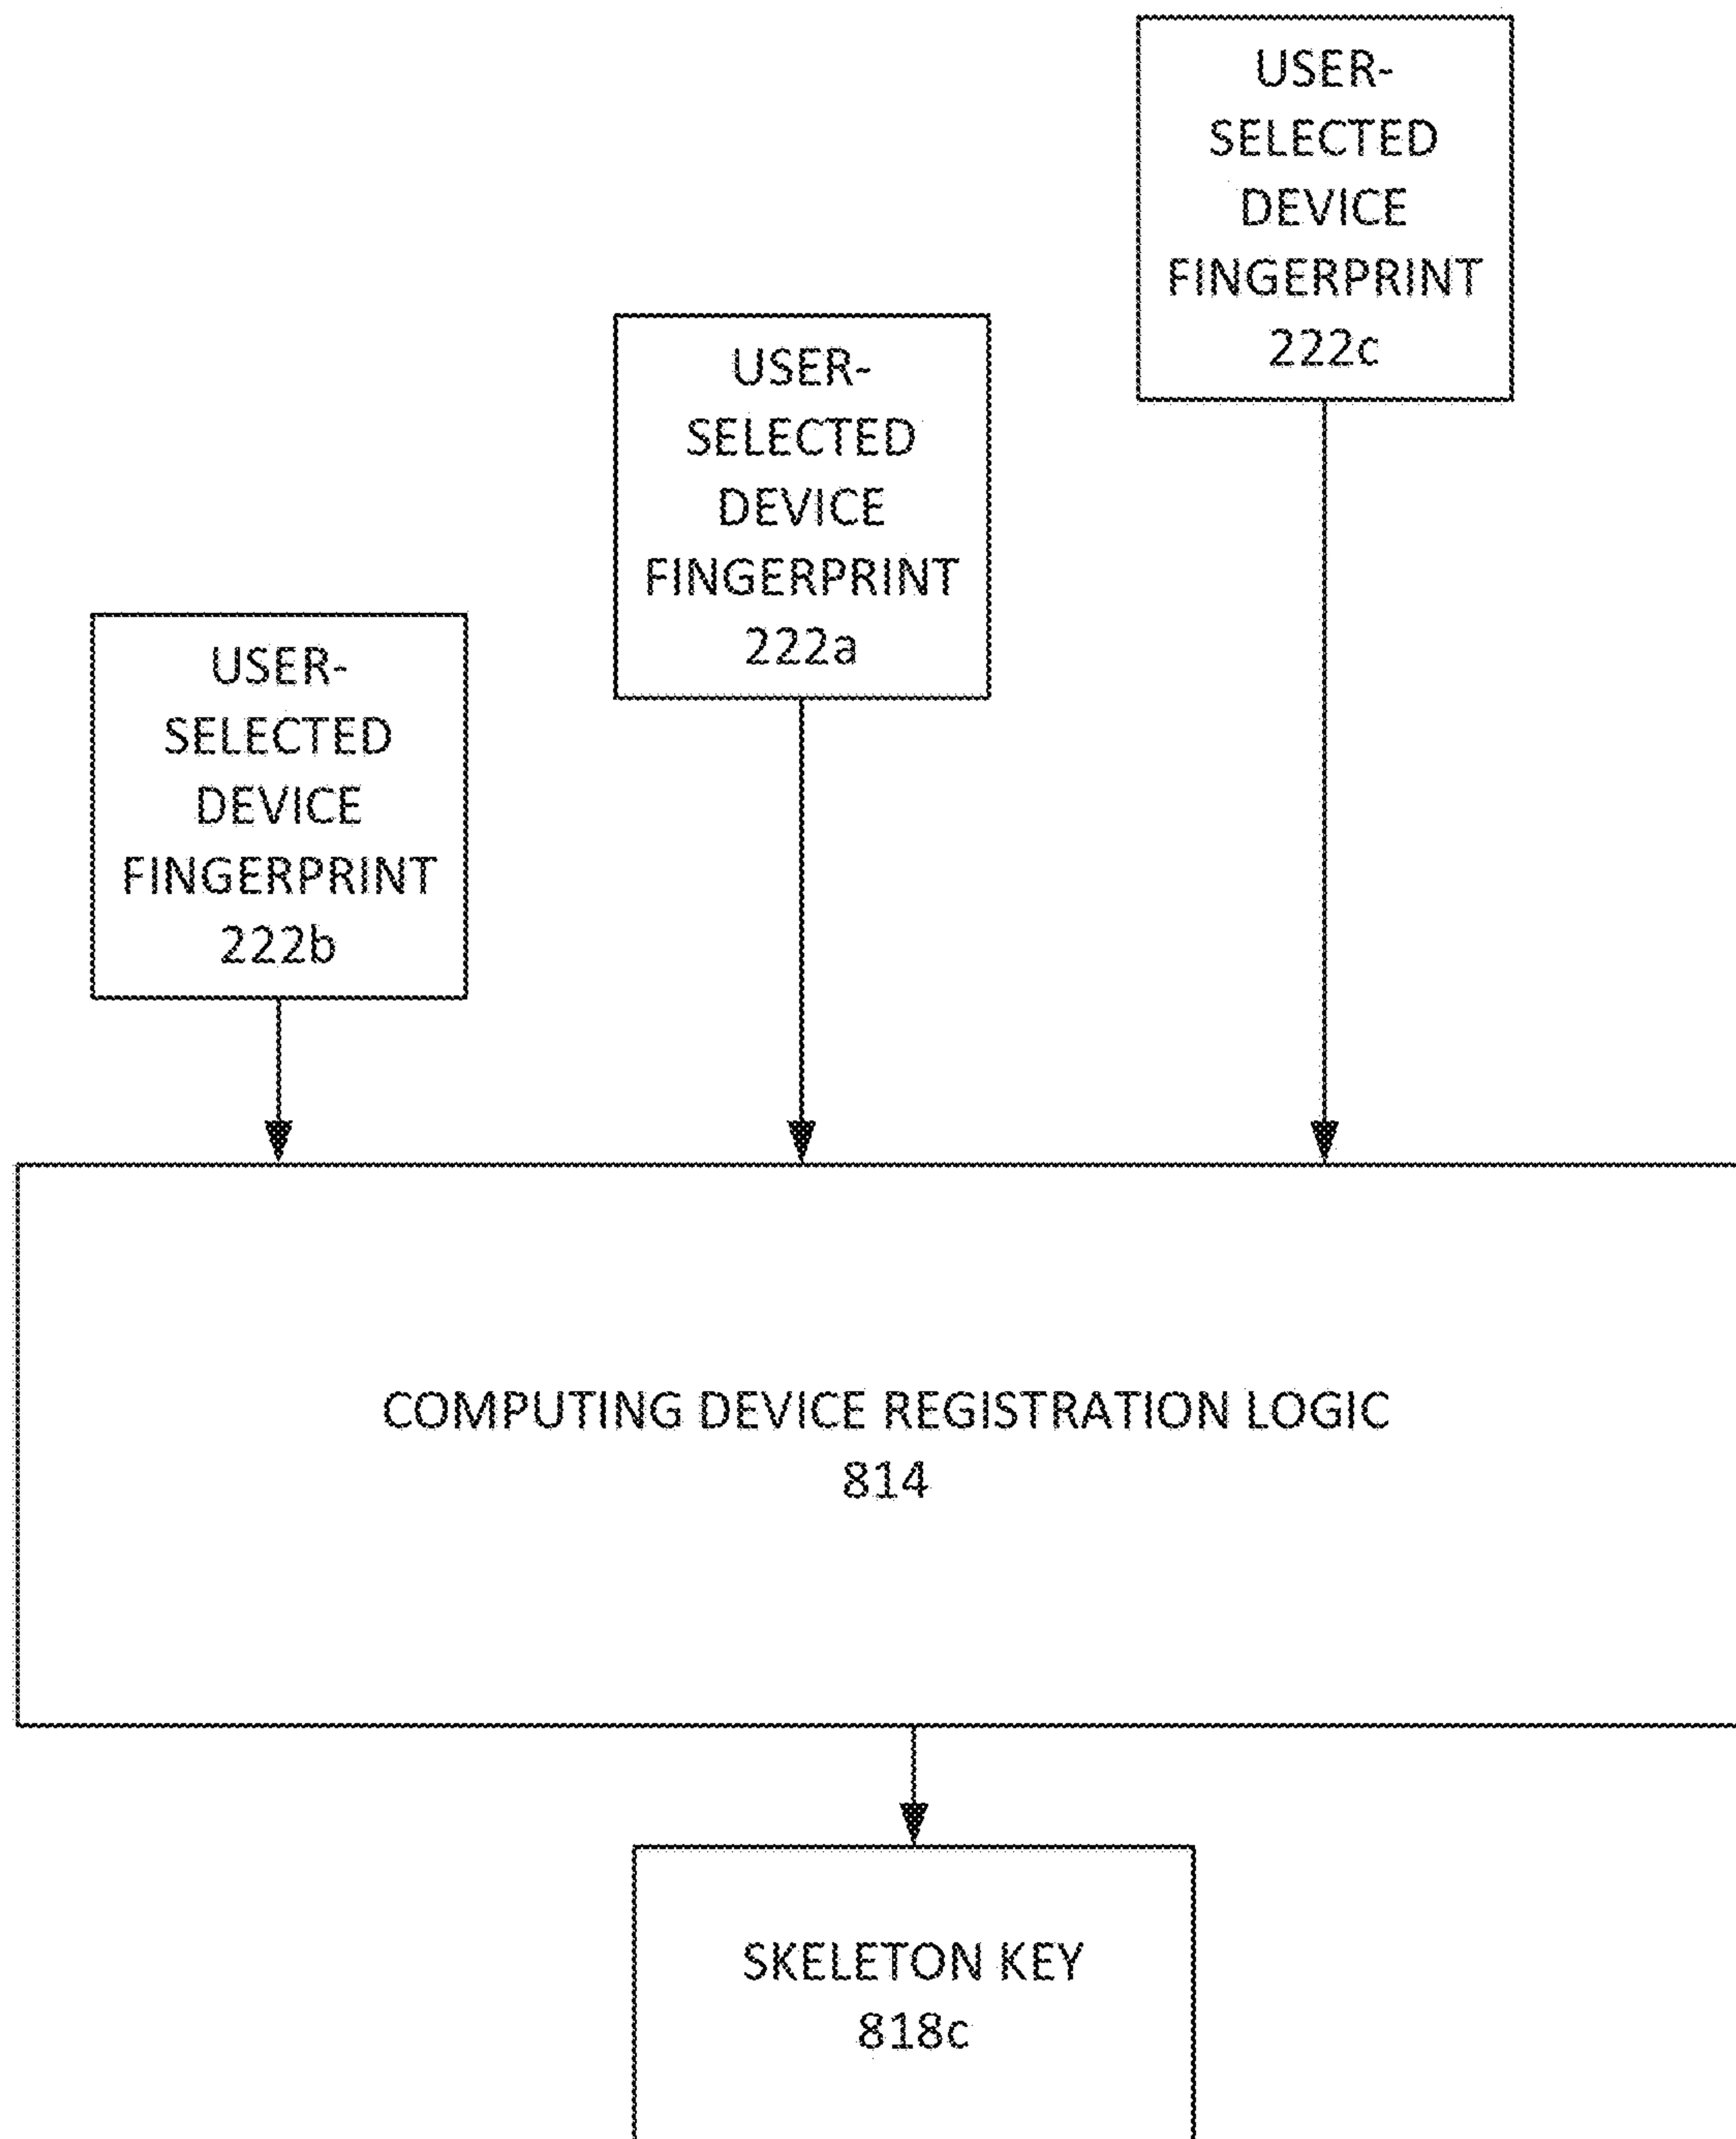 USER-
SELECTED
DEVICE
FINGERPRINT
222c
USER-
SELECTED
DEVICE
FINGERPRINT
222a
USER-
SELECTED
DEVICE
FINGERPRINT
222b
COMPUTING DEVICE REGISTRATION LOGIC
814
SKELETON KEY
818c